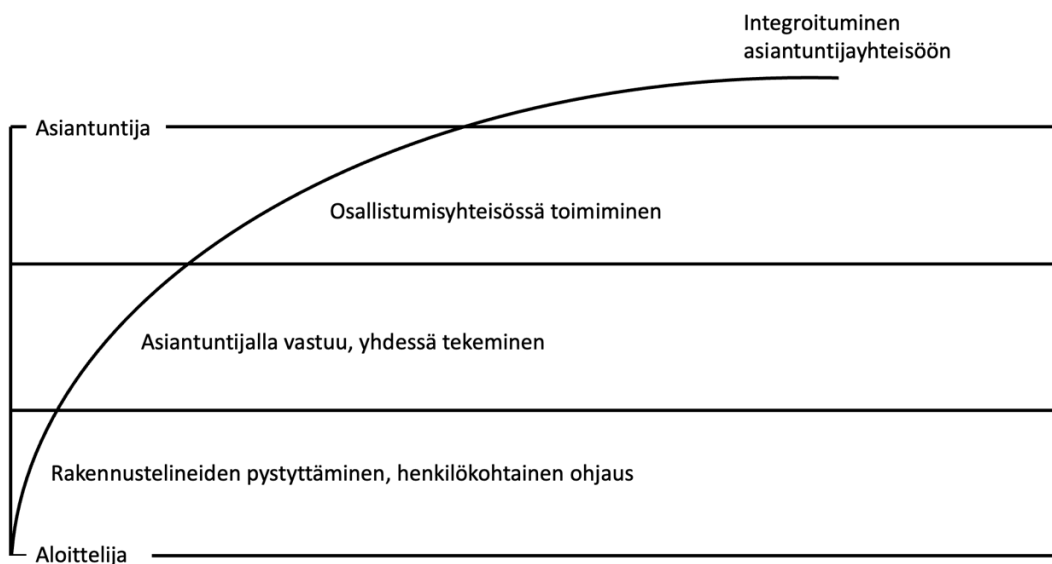 Integroituminen
asiantuntijayhteisöön
Asiantuntija
Osallistumisyhteisössä toimiminen
Asiantuntijalla vastuu, yhdessä tekeminen
Rakennustelineiden pystyttäminen, henkilökohtainen ohjaus
Aloittelija